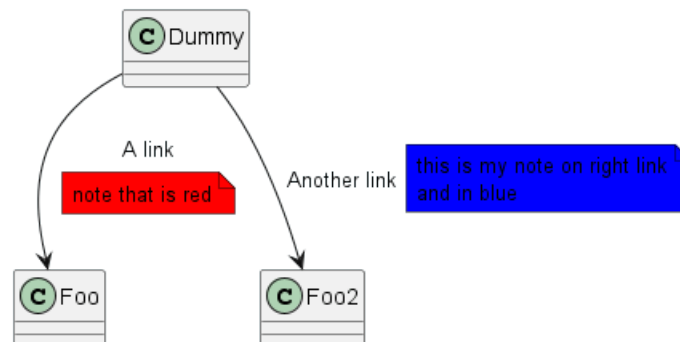 C Dummy
A link
note that is red
Another link
this is my note on right link
and in blue
C Foo
C Foo2